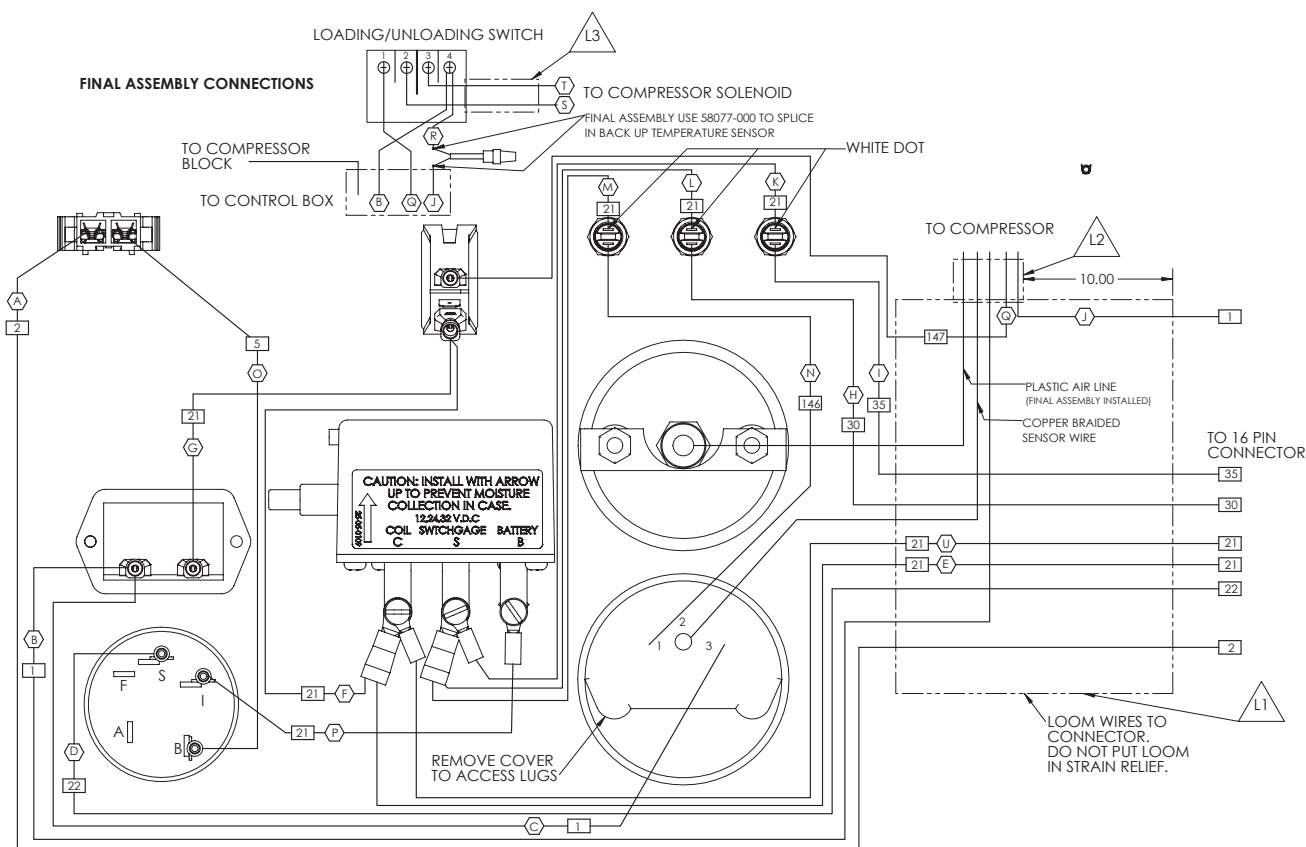 LOADING/UNLOADING SWITCH
L3
1 2 3 4
FINAL ASSEMBLY CONNECTIONS
T
TO COMPRESSOR SOLENOID
S
FINAL ASSEMBLY USE 58077-000 TO SPLICE
IN BACK UP TEMPERATURE SENSOR
R
TO COMPRESSOR
BLOCK
WHITE DOT
TO CONTROL BOX
B Q J
M L K
21 21 21
TO COMPRESSOR
L2
10.00
A
2
5
O
Q
J
1
147
N
H
I
146
30
35
PLASTIC AIR LINE
(FINAL ASSEMBLY INSTALLED)
COPPER BRAIDED
SENSOR WIRE
TO 16 PIN
CONNECTOR
35
30
21
G
CAUTION: INSTALL WITH ARROW
UP TO PREVENT MOISTURE
COLLECTION IN CASE.
12,24,32 V.D.C
COIL SWITCHGAGE BATTERY
C S B
21 U 21
21 E 21
22
B
1
2
1 2 3
2
F S I
A B
D
22
21 F
21 P
REMOVE COVER
TO ACCESS LUGS
L1
LOOM WIRES TO
CONNECTOR.
DO NOT PUT LOOM
IN STRAIN RELIEF.
C 1